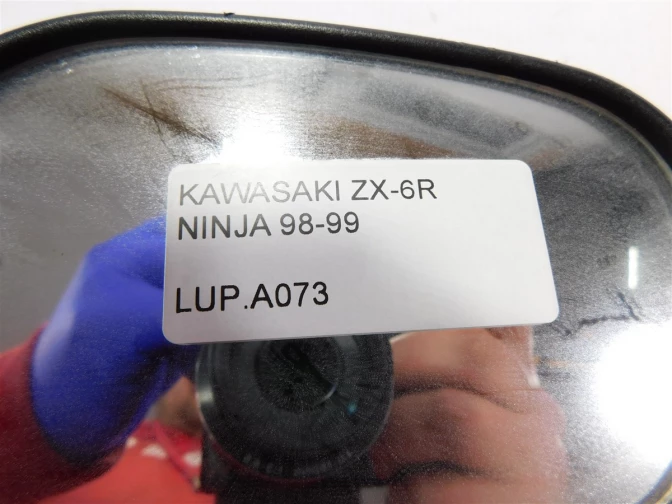 KAWASAKI ZX-6R
NINJA 98-99
LUP.A073